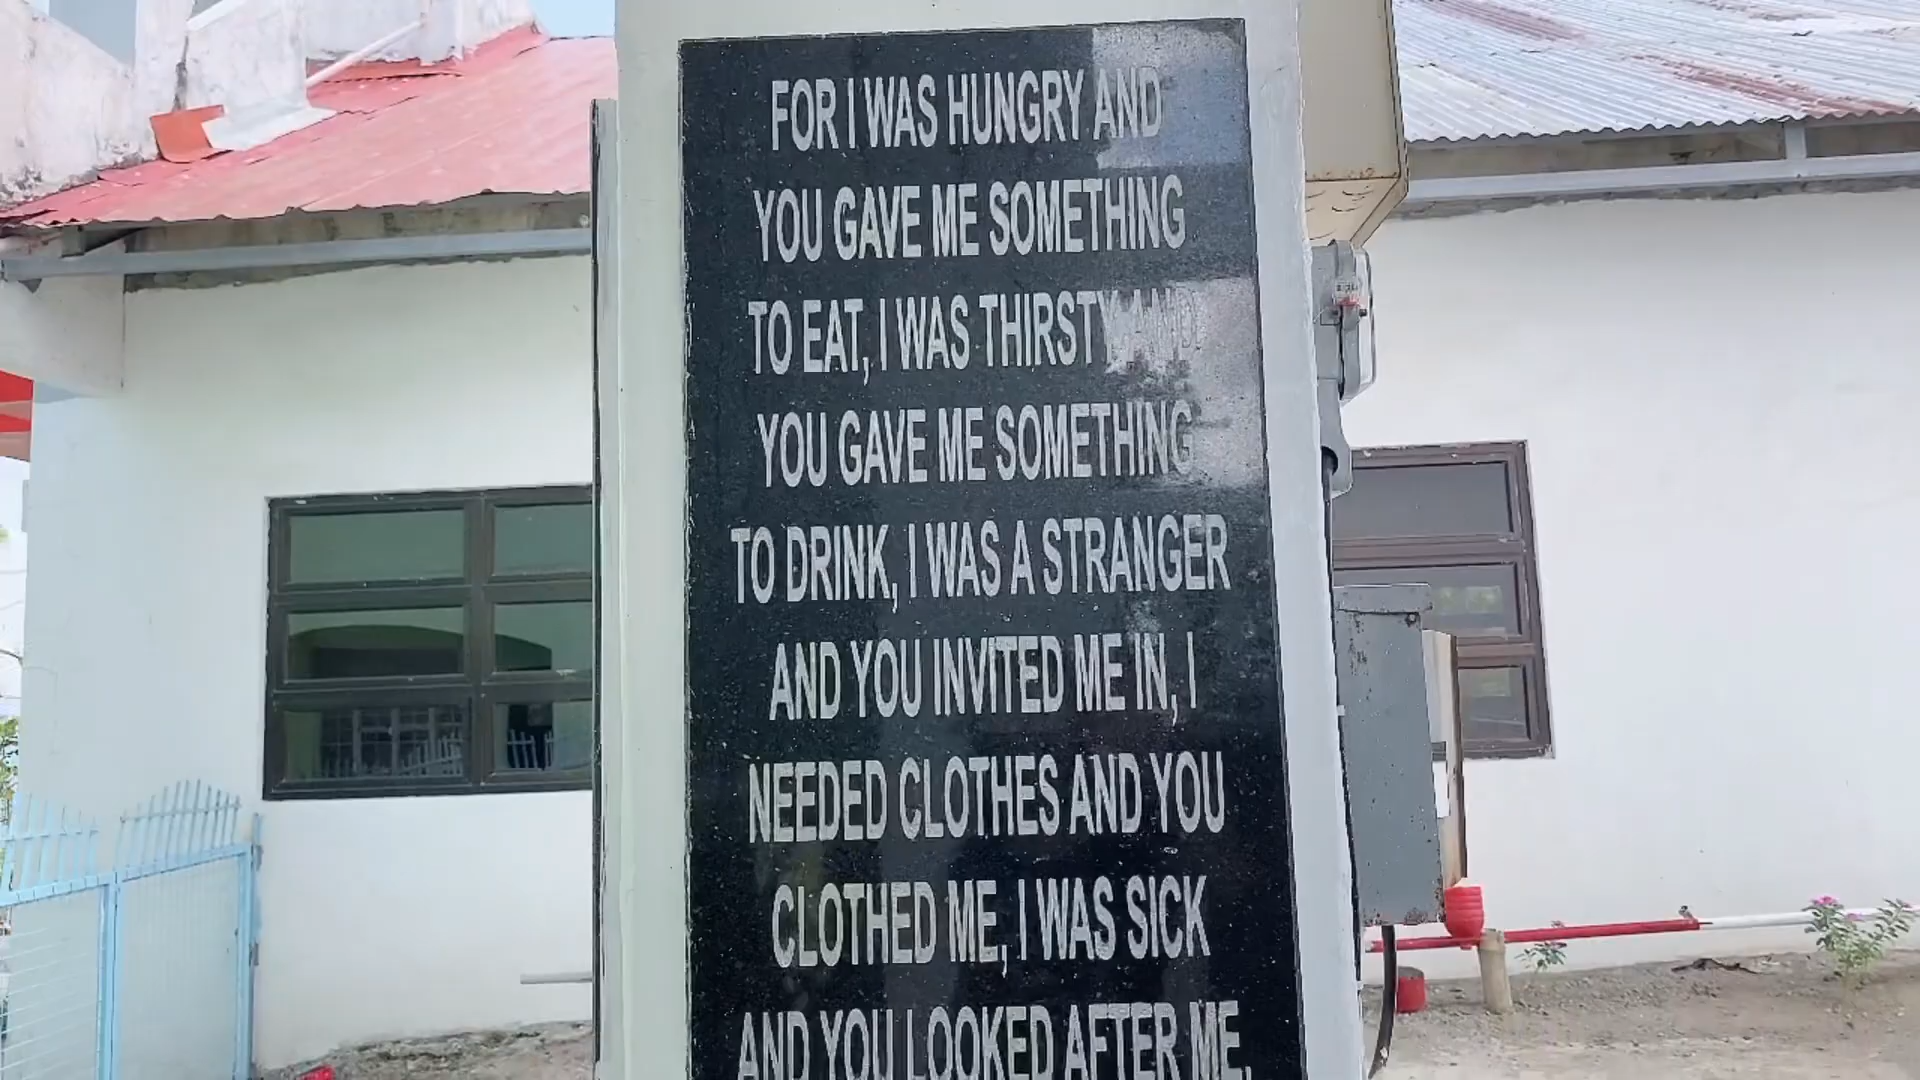 FOR I WAS HUNGRY AND
YOU GAVE ME SOMETHING
TO EAT, I WAS THIRSTY AND
YOU GAVE ME SOMETHING
TO DRINK, I WAS A STRANGER
AND YOU INVITED ME IN, I
NEEDED CLOTHES AND YOU
CLOTHED ME, I WAS SICK
AND YOU LOOKED AFTER ME,